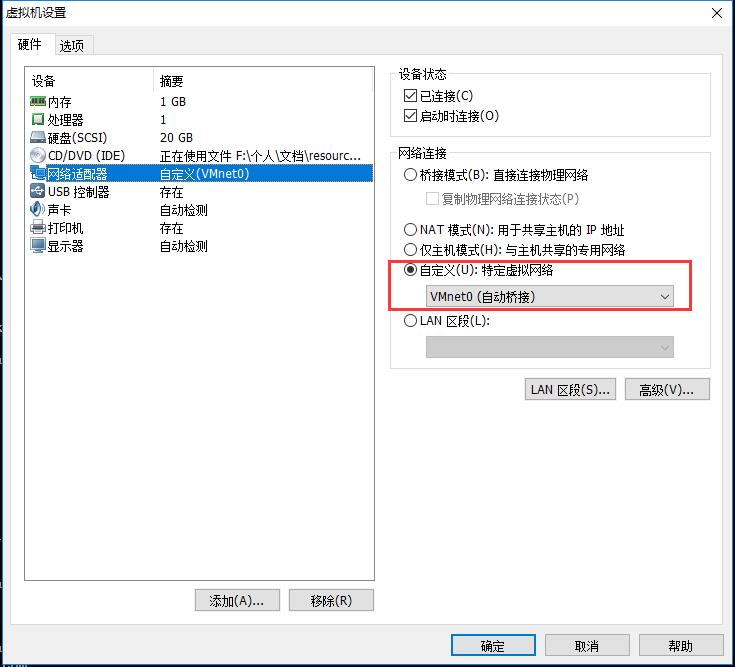 虚拟机设置
硬件 选项
设备 摘要
内存 1 GB
处理器 1
硬盘(SCSI) 20 GB
CD/DVD (IDE) 正在使用文件 F:\个人\文档\resourc...
网络适配器 自定义(VMnet0)
USB 控制器 存在
声卡 自动检测
打印机 存在
显示器 自动检测
添加(A)... 移除(R)
设备状态
已连接(C)
启动时连接(O)
网络连接
桥接模式(B): 直接连接物理网络
复制物理网络连接状态(P)
NAT 模式(N): 用于共享主机的 IP 地址
仅主机模式(H): 与主机共享的专用网络
自定义(U): 特定虚拟网络
VMnet0 (自动桥接)
LAN 区段(L):
LAN 区段(S)... 高级(V)...
确定 取消 帮助